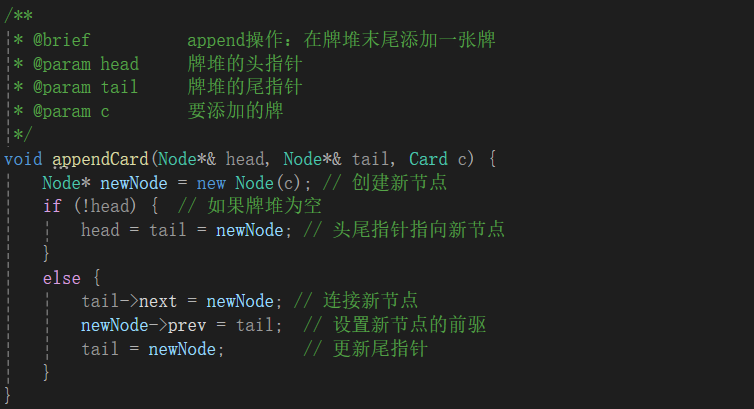 /**
* @brief          append操作：在牌堆末尾添加一张牌
* @param head     牌堆的头指针
* @param tail     牌堆的尾指针
* @param c        要添加的牌
*/
void appendCard(Node*& head, Node*& tail, Card c) {
    Node* newNode = new Node(c); // 创建新节点
    if (!head) {  // 如果牌堆为空
        head = tail = newNode; // 头尾指针指向新节点
    }
    else {
        tail->next = newNode; // 连接新节点
        newNode->prev = tail;  // 设置新节点的前驱
        tail = newNode;        // 更新尾指针
    }
}